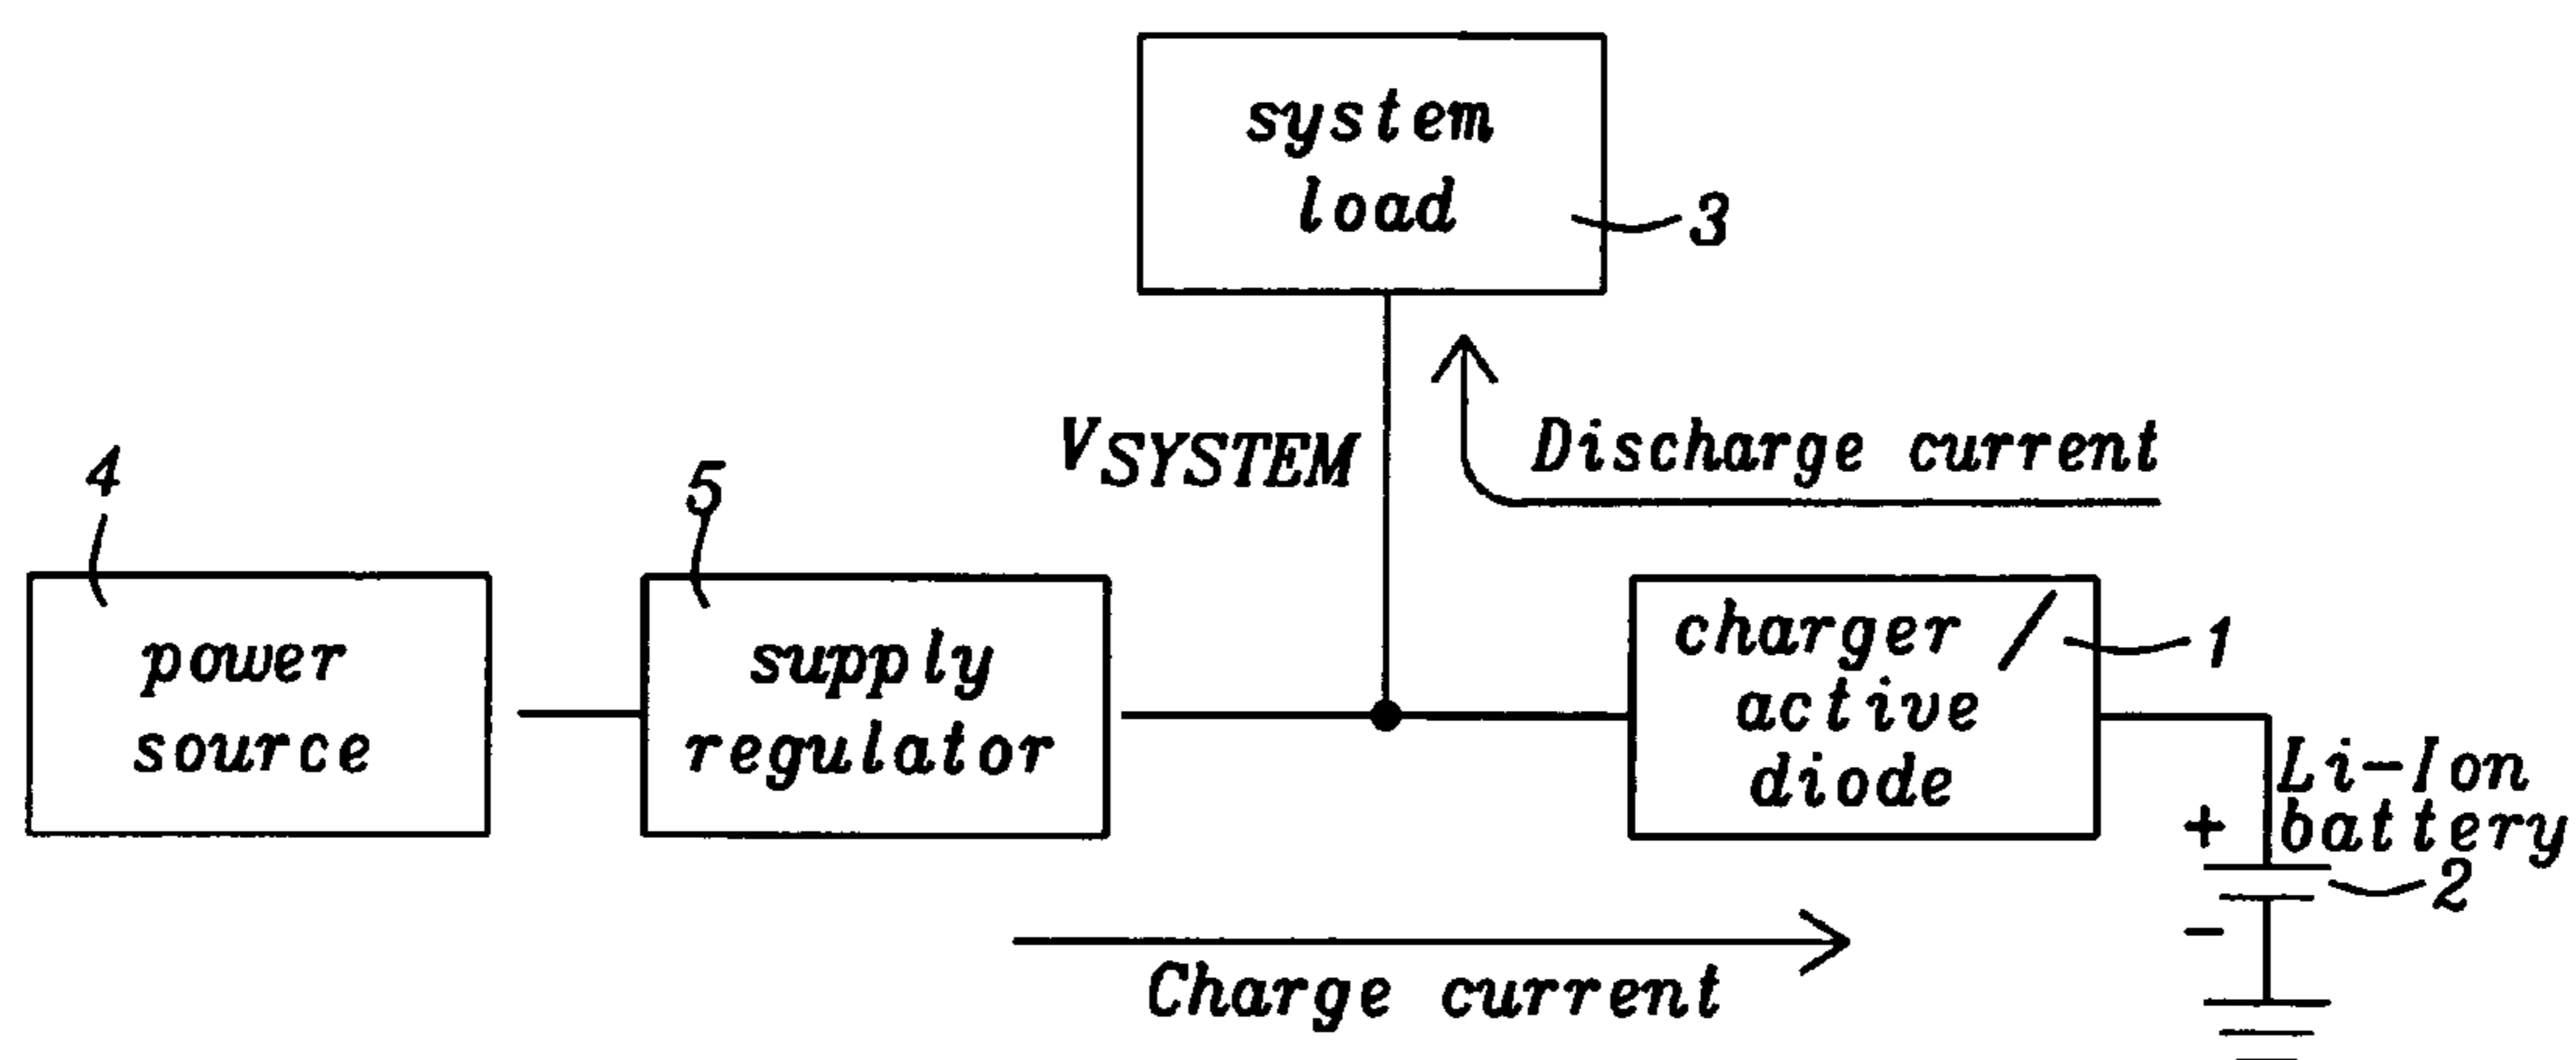 system
load
3
VSYSTEM
Discharge current
4
5
power
source
supply
regulator
charger /
active
diode
1
Li-Ion
battery
+
2
-
Charge current